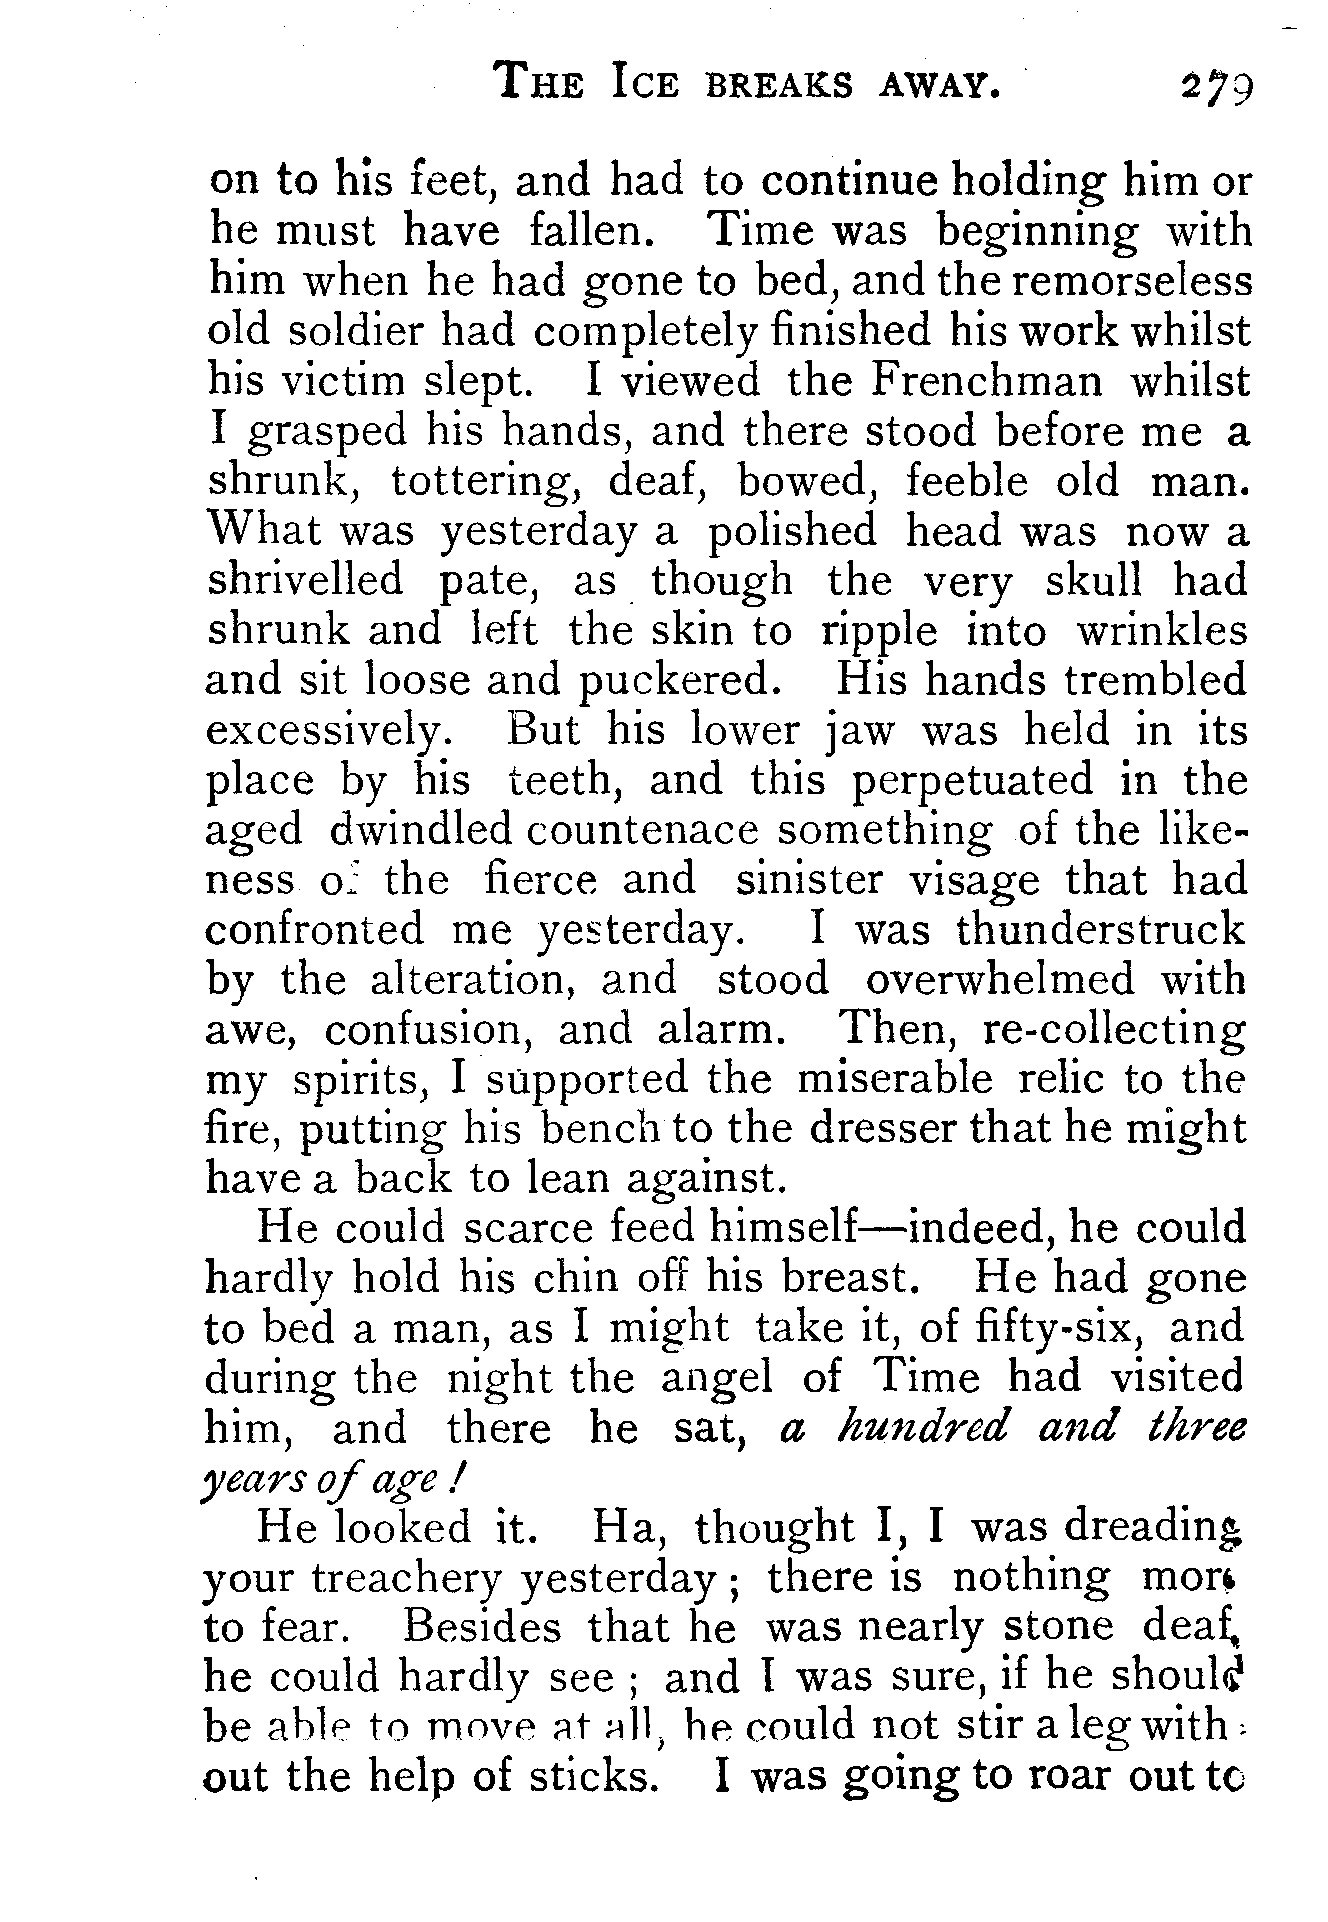 THE ICE BREAKS AWAY. 279
on to his feet, and had to continue holding him or
he must have fallen. Time was beginning with
him when he had gone to bed, and the remorseless
old soldier had completely finished his work whilst
his victim slept. I viewed the Frenchman whilst
I grasped his hands, and there stood before me a
shrunk, tottering, deaf, bowed, feeble old man.
What was yesterday a polished head was now a
shrivelled pate, as though the very skull had
shrunk and left the skin to ripple into wrinkles
and sit loose and puckered. His hands trembled
excessively. But his lower jaw was held in its
place by his teeth, and this perpetuated in the
aged dwindled countenace something of the like-
ness of the fierce and sinister visage that had
confronted me yesterday. I was thunderstruck
by the alteration, and stood overwhelmed with
awe, confusion, and alarm. Then, re-collecting
my spirits, I supported the miserable relic to the
fire, putting his bench to the dresser that he might
have a back to lean against.
He could scarce feed himself—indeed, he could
hardly hold his chin off his breast. He had gone
to bed a man, as I might take it, of fifty-six, and
during the night the angel of Time had visited
him, and there he sat, a hundred and three
years of age !
He looked it. Ha, thought I, I was dreading
your treachery yesterday ; there is nothing more
to fear. Besides that he was nearly stone deaf,
he could hardly see ; and I was sure, if he should
be able to move at all, he could not stir a leg with-
out the help of sticks. I was going to roar out to